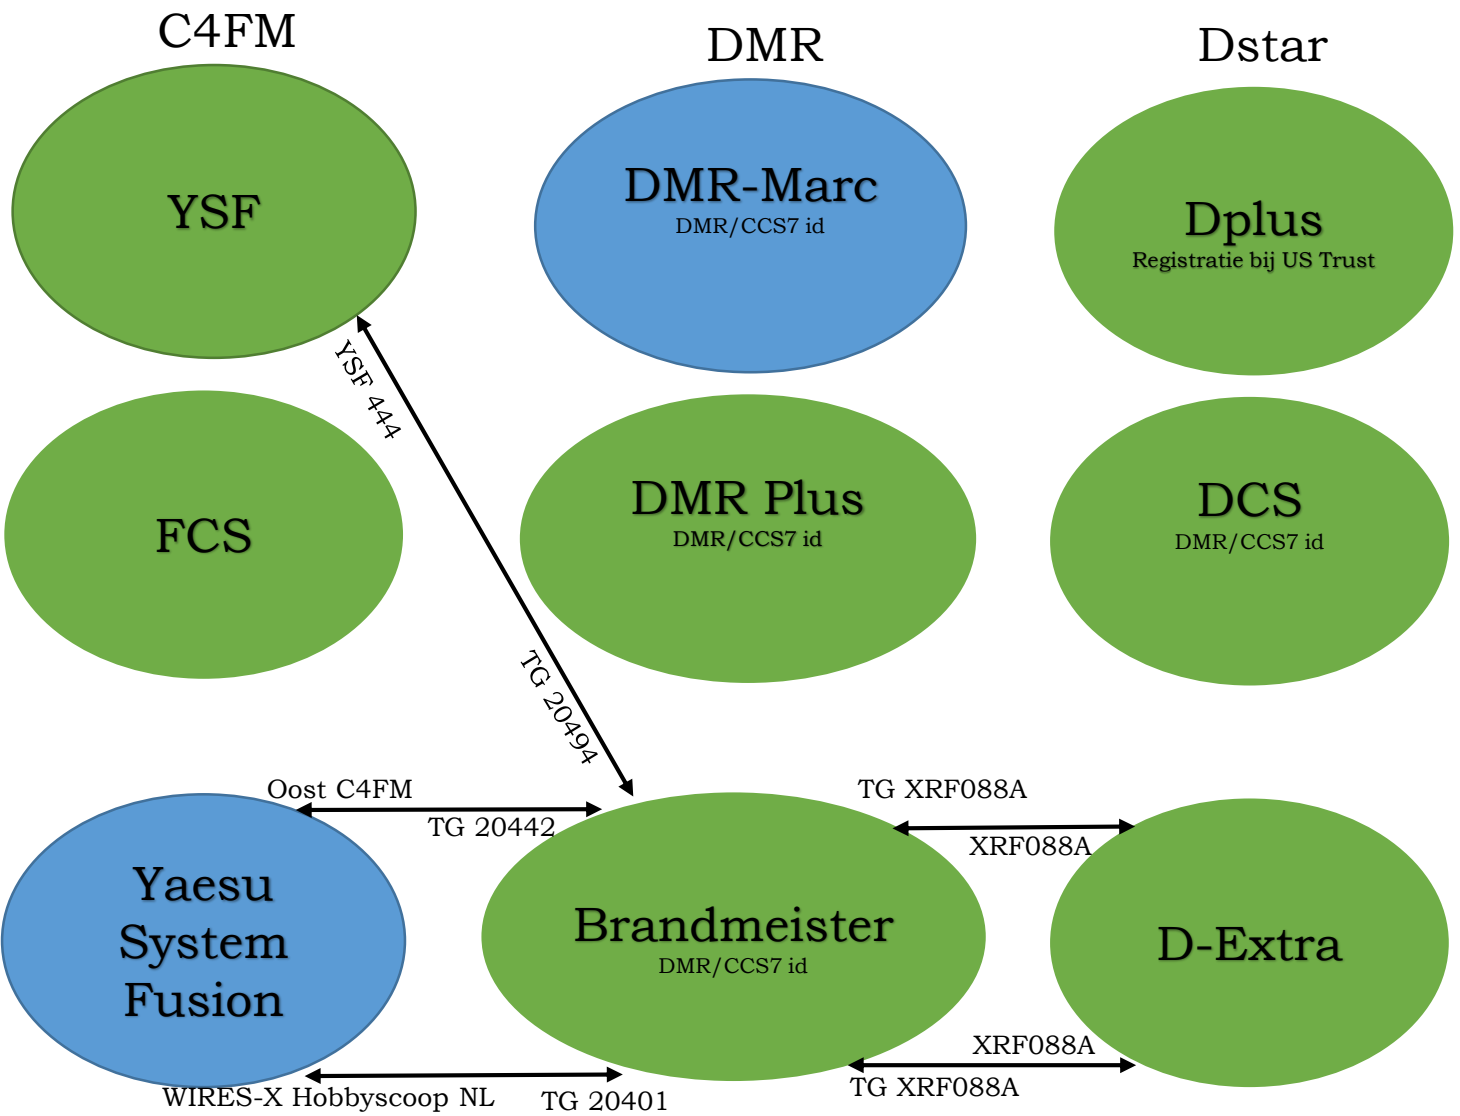 C4FM
DMR
Dstar
YSF
DMR-Marc
DMR/CCS7 id
Dplus
Registratie bij US Trust
YSF 444
FCS
DMR Plus
DMR/CCS7 id
DCS
DMR/CCS7 id
TG 20494
Oost C4FM
TG 20442
TG XRF088A
XRF088A
Yaesu
System
Fusion
Brandmeister
DMR/CCS7 id
D-Extra
WIRES-X Hobbyscoop NL
TG 20401
XRF088A
TG XRF088A